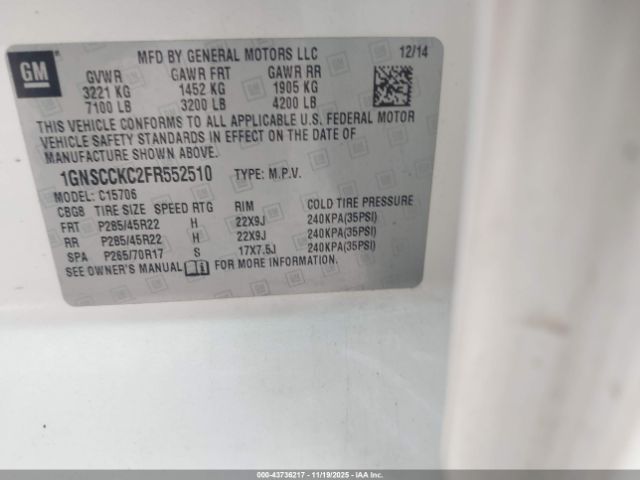 GM
MFD BY GENERAL MOTORS LLC 12/14
GVWR GAWR FRT GAWR RR
3221 KG 1452 KG 1905 KG
7100 LB 3200 LB 4200 LB
THIS VEHICLE CONFORMS TO ALL APPLICABLE U.S. FEDERAL MOTOR
VEHICLE SAFETY STANDARDS IN EFFECT ON THE DATE OF
MANUFACTURE SHOWN ABOVE.
1GNSCCKC2FR552510 TYPE: M.P.V.
MODEL: C15706
CBG8 TIRE SIZE SPEED RTG RIM COLD TIRE PRESSURE
FRT P285/45R22 H 22X9J 240KPA(35PSI)
RR P285/45R22 H 22X9J 240KPA(35PSI)
SPA P265/70R17 S 17X7.5J 240KPA(35PSI)
SEE OWNER'S MANUAL FOR MORE INFORMATION.
000-43736217 - 11/19/2025 - IAAI.com